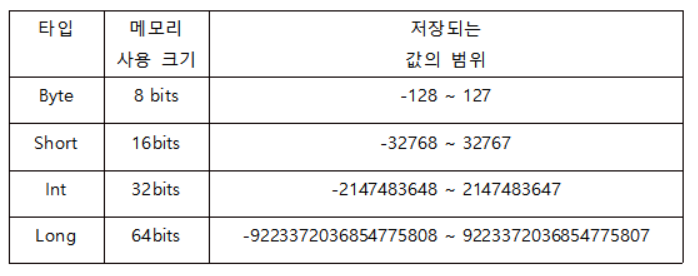 타입 메모리 사용 크기 저장되는 값의 범위
Byte 8 bits -128 ~ 127
Short 16bits -32768 ~ 32767
Int 32bits -2147483648 ~ 2147483647
Long 64bits -9223372036854775808 ~ 9223372036854775807